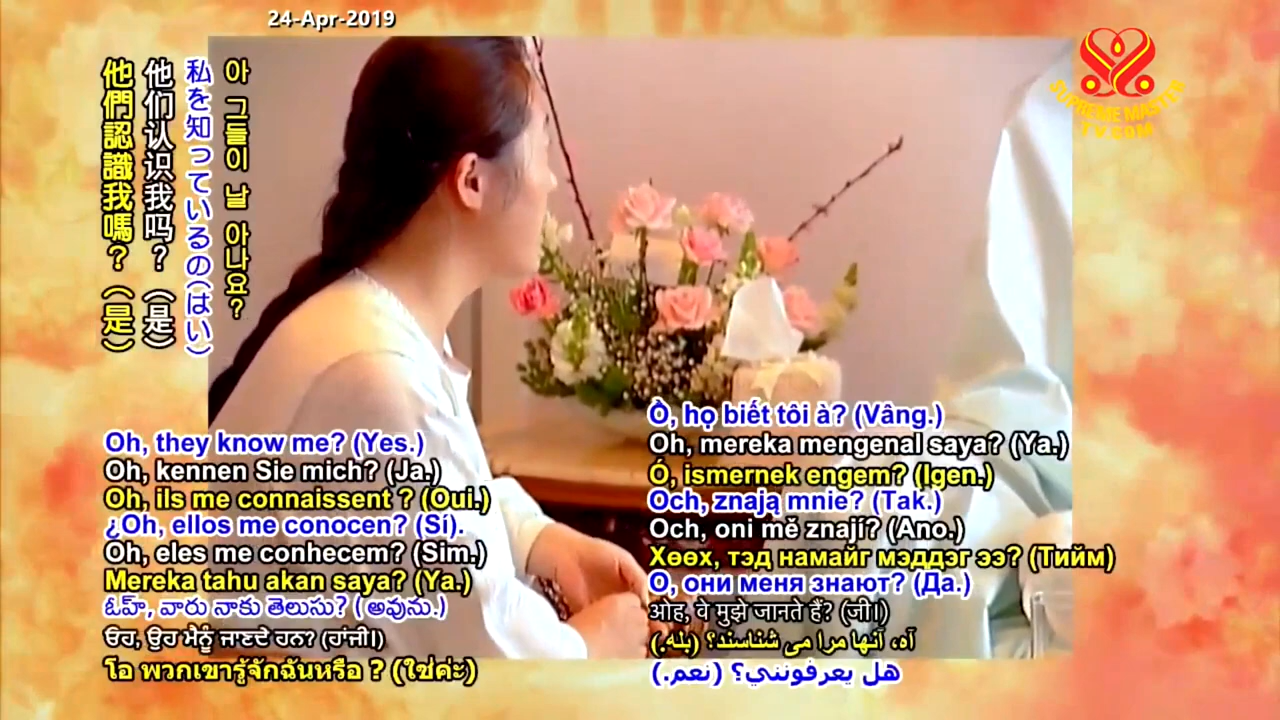 24-Apr-2019
SUPREME MASTER
TV.COM
아 그들이 날 아나요?
私を知っているの(はい)
他们认识我吗？（是）
他們認識我嗎？（是）
Oh, they know me? (Yes.)
Oh, kennen Sie mich? (Ja.)
Oh, ils me connaissent ? (Oui.)
¿Oh, ellos me conocen? (Sí).
Oh, eles me conhecem? (Sim.)
Mereka tahu akan saya? (Ya.)
ఓహ్, వారు నాకు తెలుసు? (అవును.)
ਓਹ, ਉਹ ਮੈਨੂੰ ਜਾਣਦੇ ਹਨ? (ਹਾਂਜੀ।)
โอ พวกเขารู้จักฉันหรือ ? (ใช่ค่ะ)
Ồ, họ biết tôi à? (Vâng.)
Oh, mereka mengenal saya? (Ya.)
Ó, ismernek engem? (Igen.)
Och, znają mnie? (Tak.)
Och, oni mě znají? (Ano.)
Хөөх, тэд намайг мэддэг ээ? (Тийм)
О, они меня знают? (Да.)
ओह, वे मुझे जानते हैं? (जी।)
آه، آنها مرا می شناسند؟ (بله.)
هل يعرفونني؟ (نعم.)